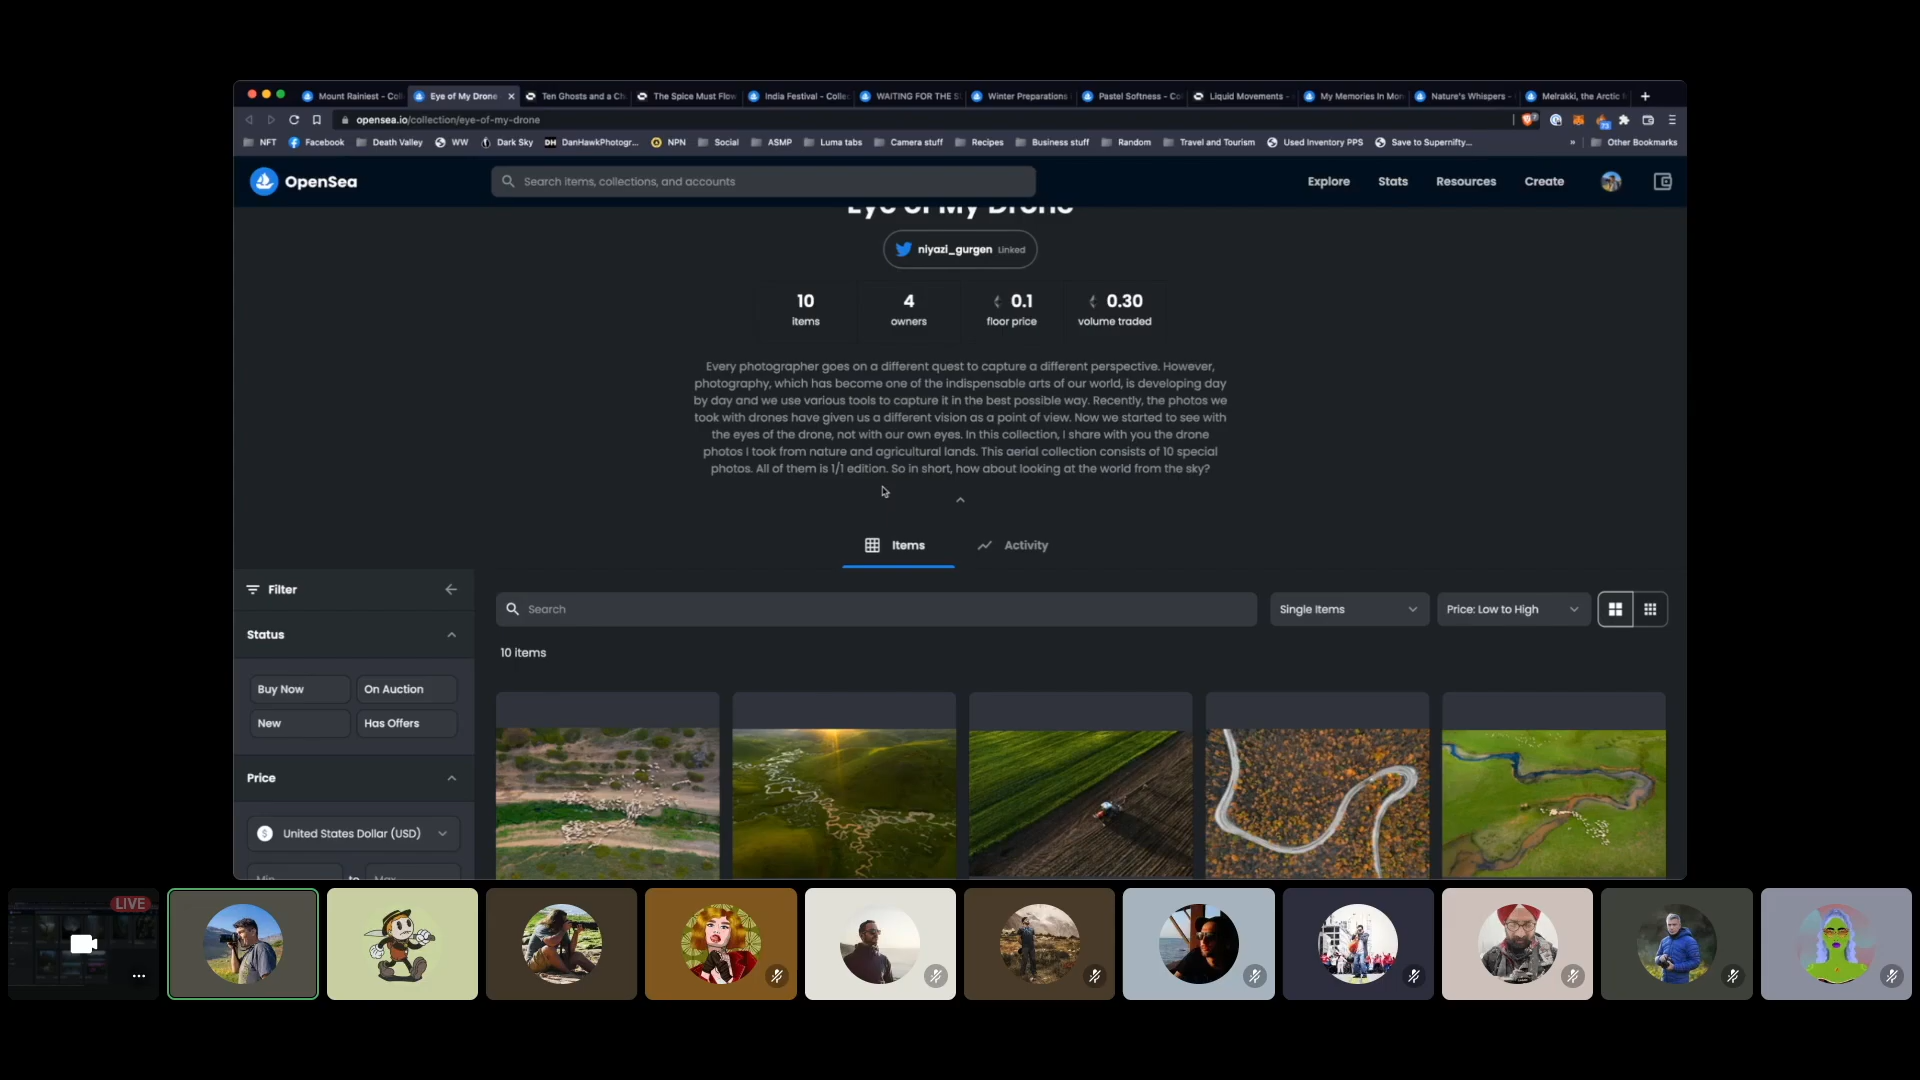 Mount Rainiest - Col
Eye of My Drone
Ten Ghosts and a Ch
The Spice Must Flow
India Festival - Collec
WAITING FOR THE S
Winter Preparations
Pastel Softness - Co
Liquid Movements -
My Memories In Mon
Nature's Whispers -
Melrakki, the Arctic
opensea.io/collection/eye-of-my-drone
NFT
Facebook
Death Valley
WW
Dark Sky
DH DanHawkPhotogr...
NPN
Social
ASMP
Luma tabs
Camera stuff
Recipes
Business stuff
Random
Travel and Tourism
Used Inventory PPS
Save to Supernifty...
»
Other Bookmarks
OpenSea
Search items, collections, and accounts
Explore
Stats
Resources
Create
Eye of My Drone
niyazi_gurgen Linked
10
items
4
owners
0.1
floor price
0.30
volume traded
Every photographer goes on a different quest to capture a different perspective. However,
photography, which has become one of the indispensable arts of our world, is developing day
by day and we use various tools to capture it in the best possible way. Recently, the photos we
took with drones have given us a different vision as a point of view. Now we started to see with
the eyes of the drone, not with our own eyes. In this collection, I share with you the drone
photos I took from nature and agricultural lands. This aerial collection consists of 10 special
photos. All of them is 1/1 edition. So in short, how about looking at the world from the sky?
Items
Activity
Filter
Search
Single Items
Price: Low to High
Status
10 items
Buy Now
On Auction
New
Has Offers
Price
United States Dollar (USD)
Min
to
Max
LIVE